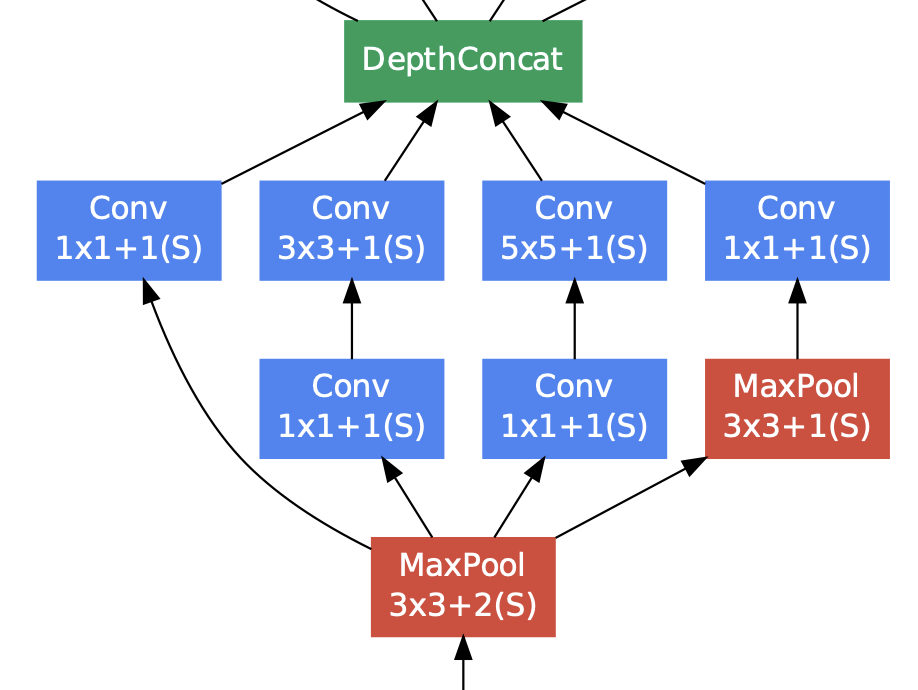 DepthConcat
Conv
1x1+1(S)
Conv
3x3+1(S)
Conv
5x5+1(S)
Conv
1x1+1(S)
Conv
1x1+1(S)
Conv
1x1+1(S)
MaxPool
3x3+1(S)
MaxPool
3x3+2(S)